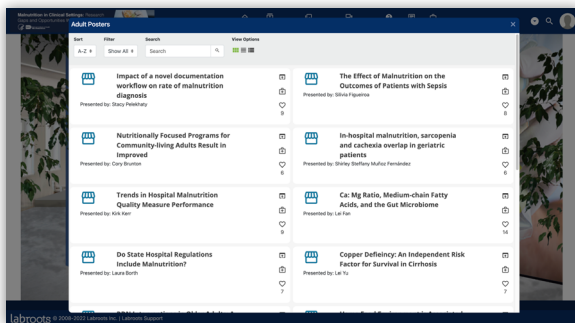 Malnutrition in Clinical Settings: Research
Gaps and Opportunities
Adult Posters
×
Sort
Filter
Search
View Options
A-Z
Show All
Search
Impact of a novel documentation
workflow on rate of malnutrition
diagnosis
Presented by: Stacy Pelekhaty
9
The Effect of Malnutrition on the
Outcomes of Patients with Sepsis
Presented by: Silvia Figueiroa
8
Nutritionally Focused Programs for
Community-living Adults Result in
Improved
Presented by: Cory Brunton
6
In-hospital malnutrition, sarcopenia
and cachexia overlap in geriatric
patients
Presented by: Shirley Steffany Muñoz Fernández
6
Trends in Hospital Malnutrition
Quality Measure Performance
Presented by: Kirk Kerr
9
Ca: Mg Ratio, Medium-chain Fatty
Acids, and the Gut Microbiome
Presented by: Lei Fan
14
Do State Hospital Regulations
Include Malnutrition?
Presented by: Laura Borth
7
Copper Defieincy: An Independent Risk
Factor for Survival in Cirrhosis
Presented by: Lei Yu
7
labroots © 2008-2022 Labroots Inc. | Labroots Support